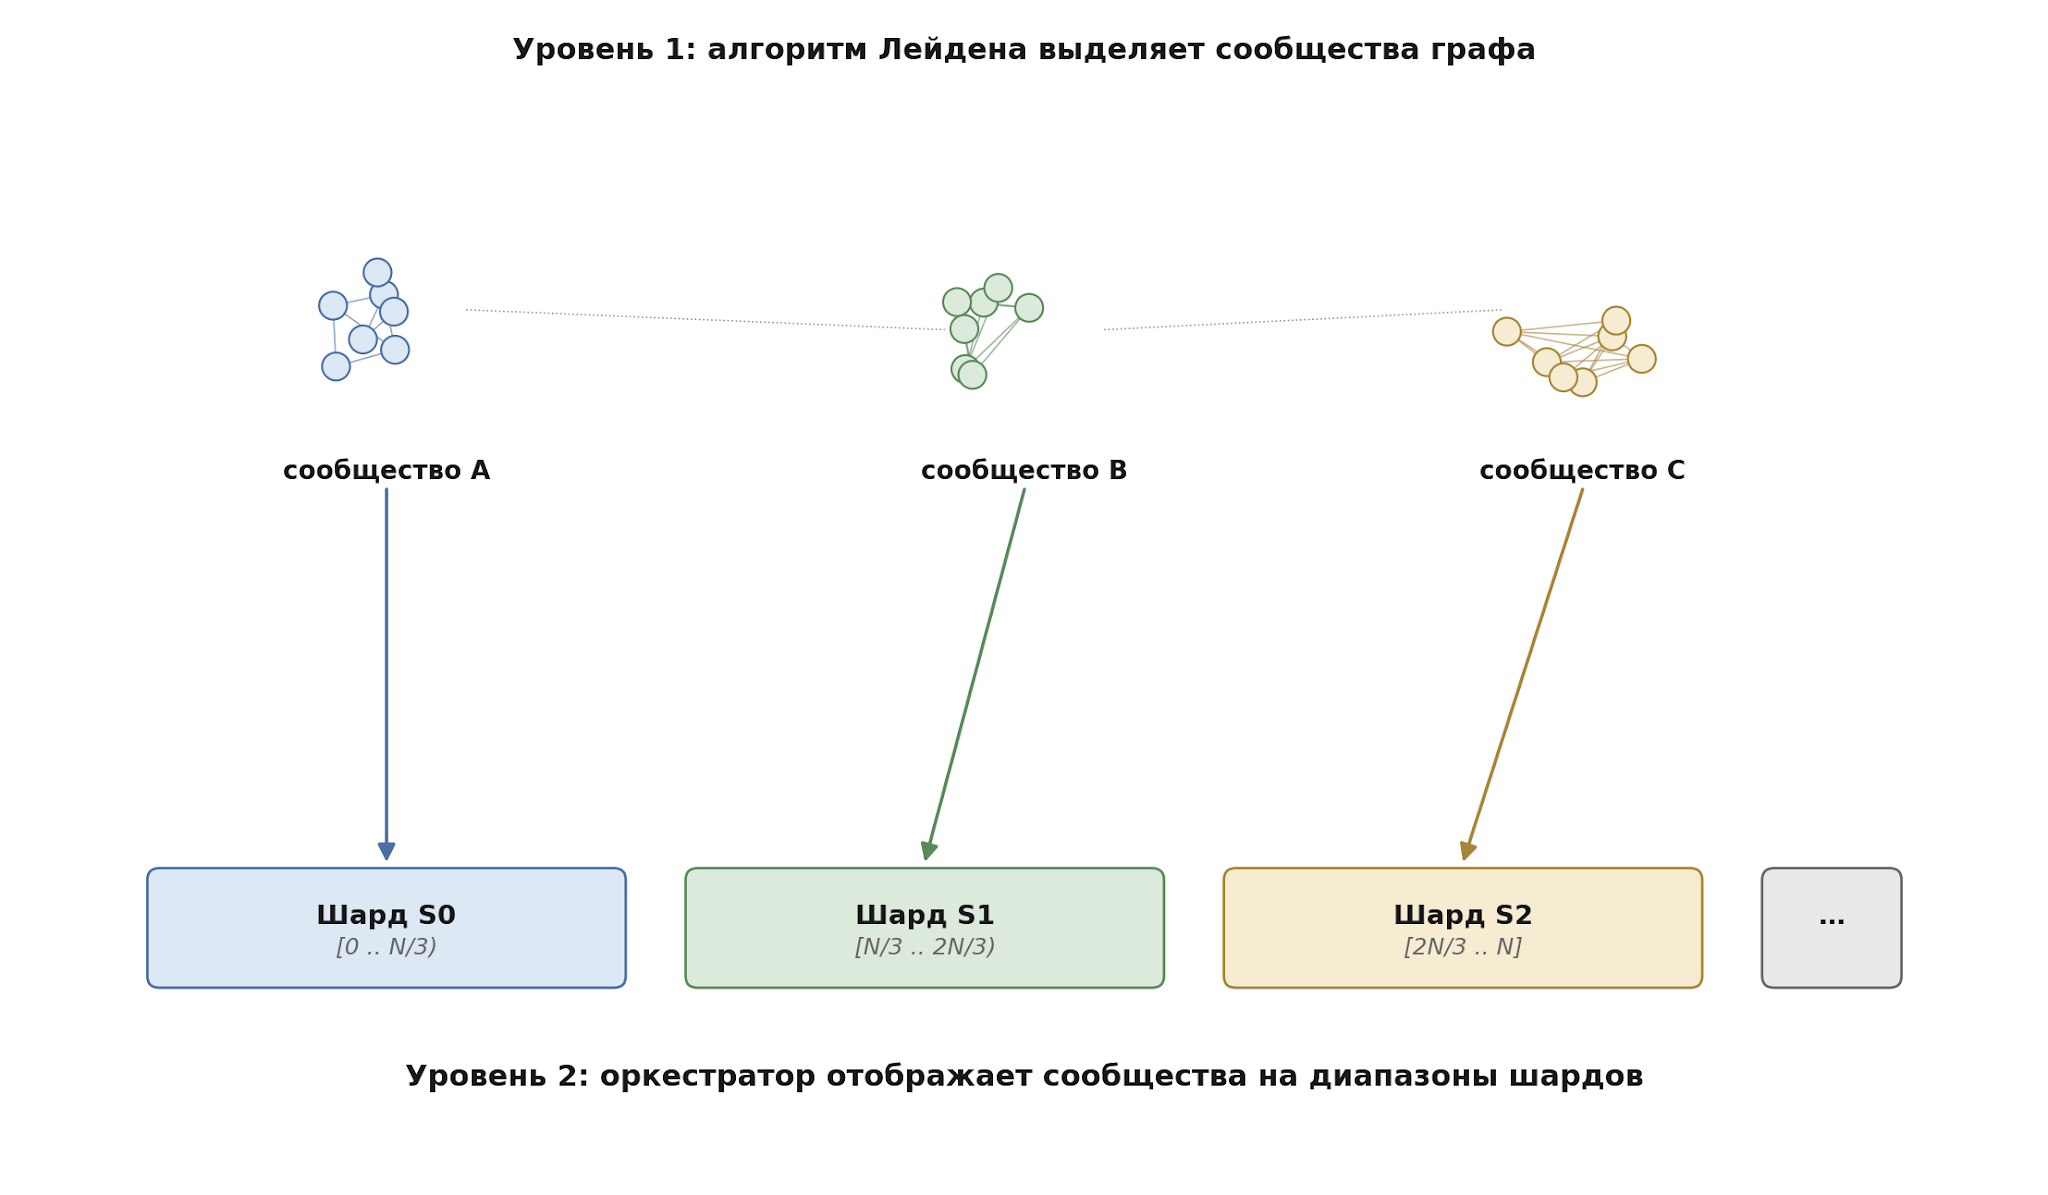 Уровень 1: алгоритм Лейдена выделяет сообщества графа
сообщество A
сообщество B
сообщество C
Шард S0
[0 .. N/3)
Шард S1
[N/3 .. 2N/3)
Шард S2
[2N/3 .. N]
...
Уровень 2: оркестратор отображает сообщества на диапазоны шардов